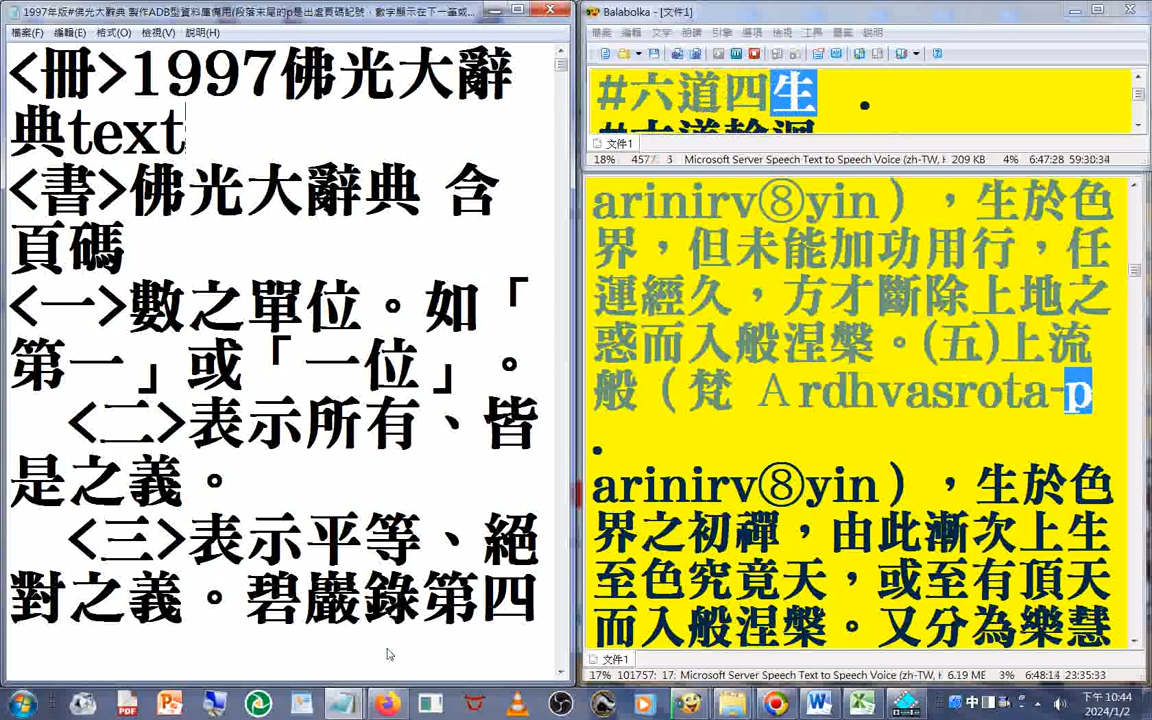 1997年版#佛光大辭典 製作ADB型資料庫備用(段落末尾的p是出處頁碼記號，數字顯示在下一筆或...
檔案(F) 編輯(E) 格式(O) 檢視(V) 說明(H)
<冊>1997佛光大辭
典text
<書>佛光大辭典 含
頁碼
<一>數之單位。如「
第一」或「一位」。
<二>表示所有、皆
是之義。
<三>表示平等、絕
對之義。碧巖錄第四
Balabolka - [文件1]
檔案 編輯 文字 朗讀 引擎 選項 檢視 工具 書籤 說明
#六道四生 .
#六道輪迴
文件1
18% 4577 Microsoft Server Speech Text to Speech Voice (zh-TW, H 209 KB 4% 6:47:28 59:30:34
arinirv⑧yin），生於色
界，但未能加功用行，任
運經久，方才斷除上地之
惑而入般涅槃。(五)上流
般（梵 Ａrdhvasrota-p
.
arinirv⑧yin），生於色
界之初禪，由此漸次上生
至色究竟天，或至有頂天
而入般涅槃。又分為樂慧
文件1
17% 101757: 17: Microsoft Server Speech Text to Speech Voice (zh-TW, H 6.19 MB 3% 6:48:14 23:35:33
中
下午 10:44
2024/1/2